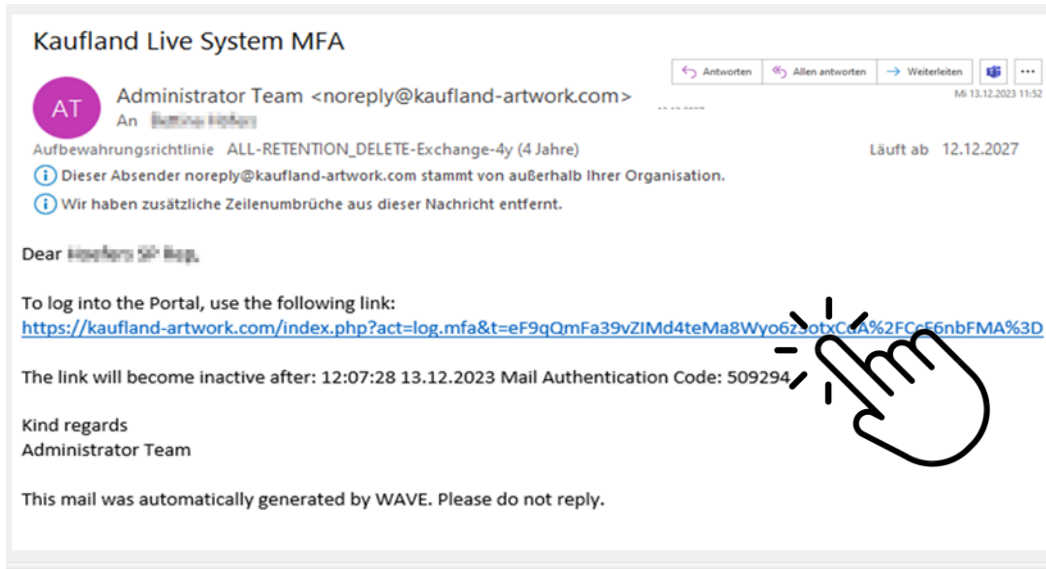 Kaufland Live System MFA
Antworten Allen antworten Weiterleiten ...
AT
Administrator Team <noreply@kaufland-artwork.com>
Mi 13.12.2023 11:52
An
Aufbewahrungsrichtlinie ALL-RETENTION_DELETE-Exchange-4y (4 Jahre) Läuft ab 12.12.2027
Dieser Absender noreply@kaufland-artwork.com stammt von außerhalb Ihrer Organisation.
Wir haben zusätzliche Zeilenumbrüche aus dieser Nachricht entfernt.
Dear
To log into the Portal, use the following link:
https://kaufland-artwork.com/index.php?act=log.mfa&t=
The link will become inactive after: 12:07:28 13.12.2023 Mail Authentication Code: 509294
Kind regards
Administrator Team
This mail was automatically generated by WAVE. Please do not reply.